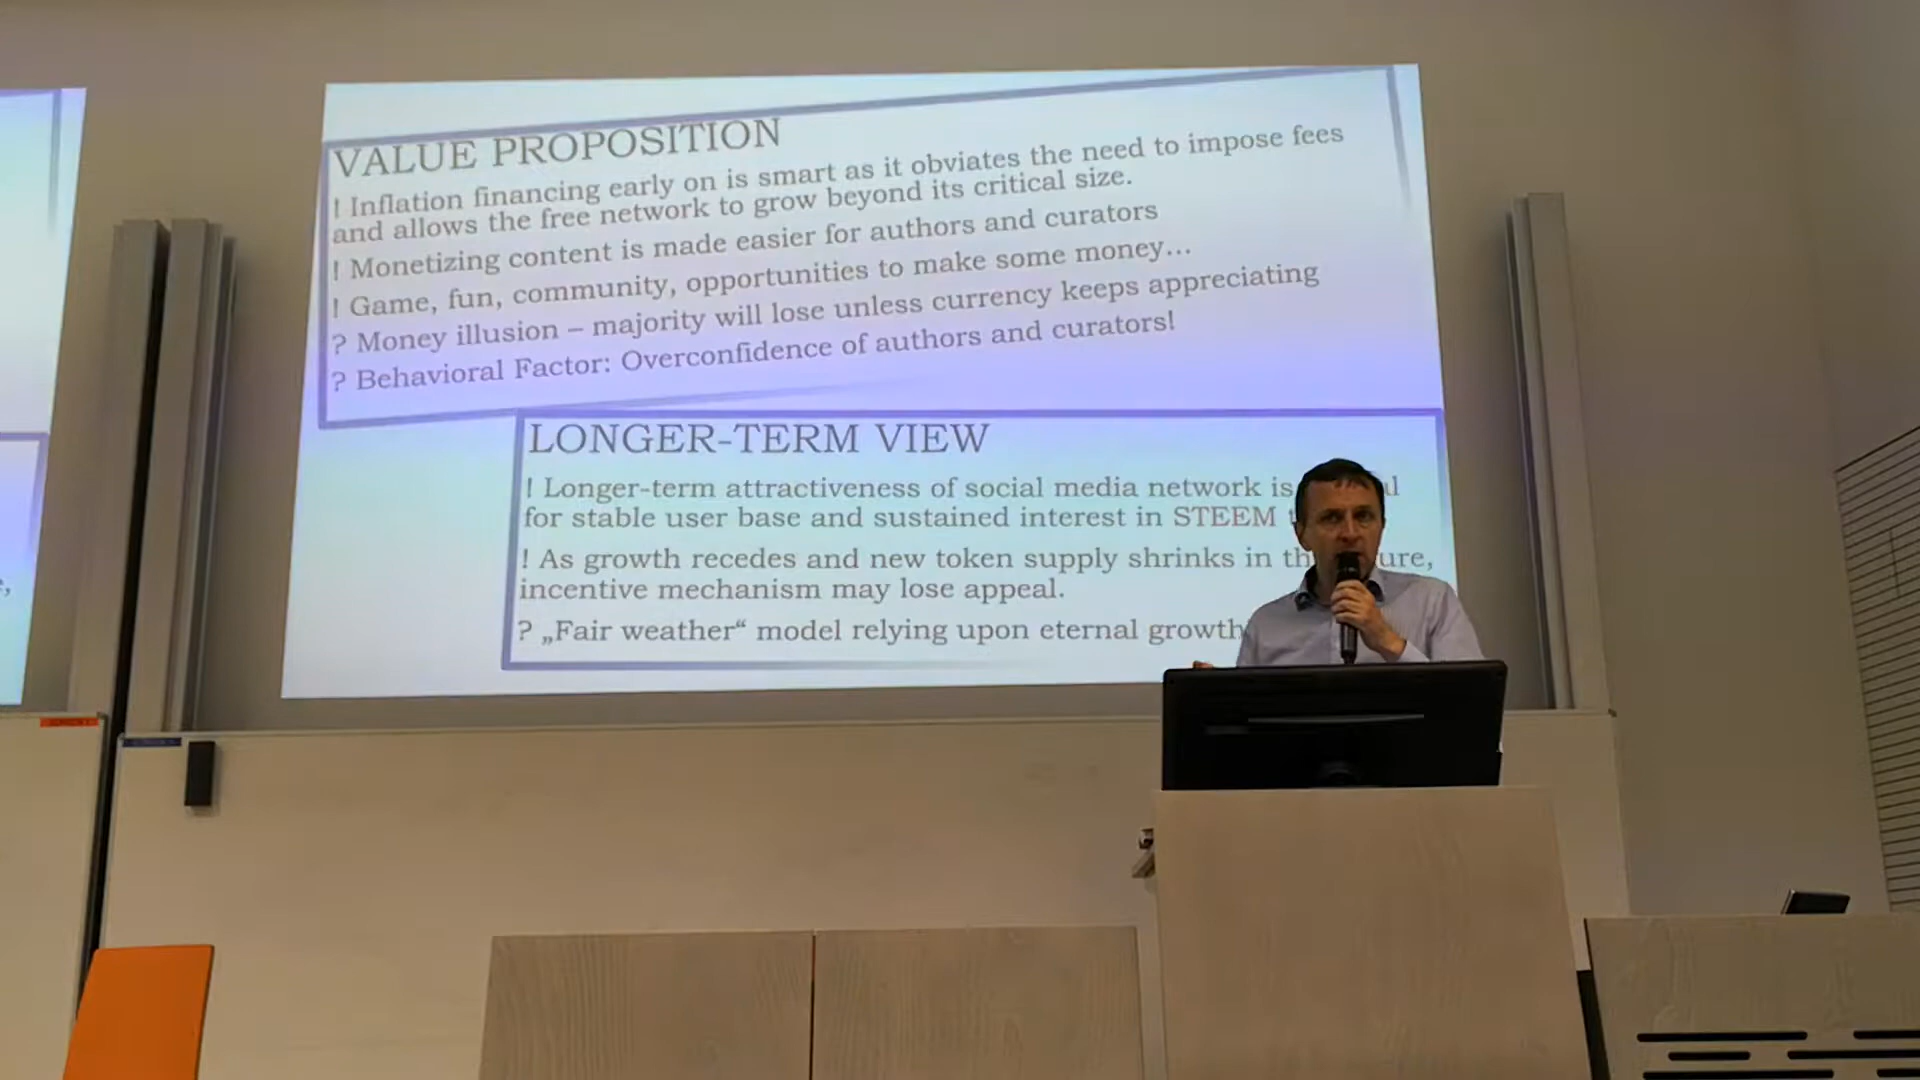 VALUE PROPOSITION
! Inflation financing early on is smart as it obviates the need to impose fees
and allows the free network to grow beyond its critical size.
! Monetizing content is made easier for authors and curators
! Game, fun, community, opportunities to make some money...
? Money illusion – majority will lose unless currency keeps appreciating
? Behavioral Factor: Overconfidence of authors and curators!
LONGER-TERM VIEW
! Longer-term attractiveness of social media network is
for stable user base and sustained interest in STEEM
! As growth recedes and new token supply shrinks in
incentive mechanism may lose appeal.
? „Fair weather“ model relying upon eternal growth